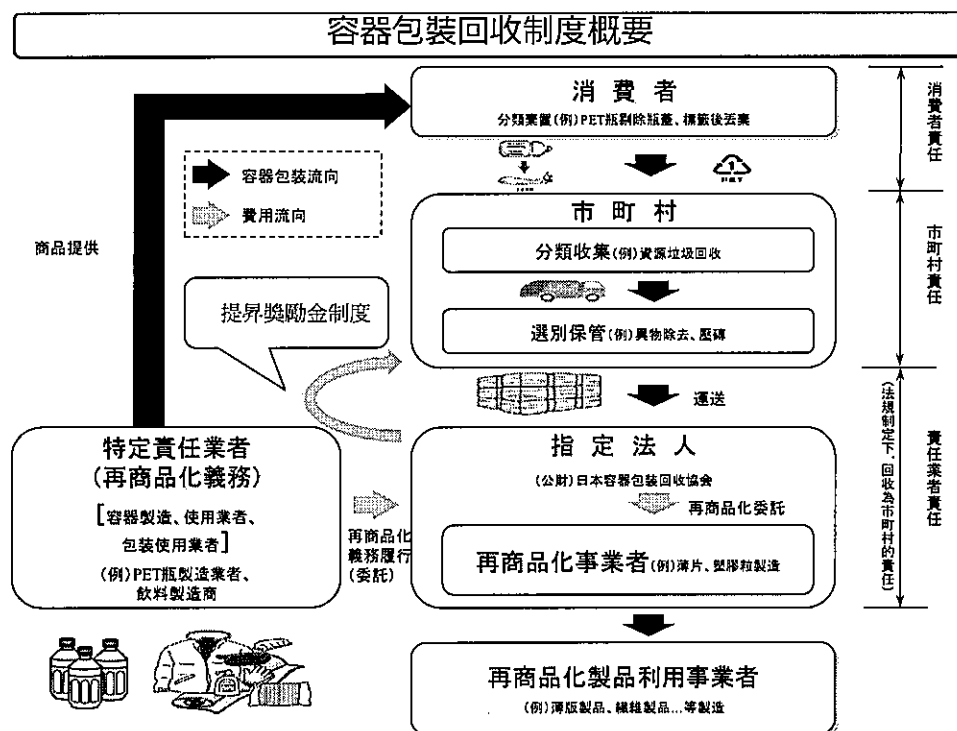 容器包裝回收制度概要
消 費 者
分類棄置(例)PET瓶剔除瓶蓋、標籤後丟棄
1
PET
容器包裝流向
費用流向
商品提供
市 町 村
分類收集(例)資源垃圾回收
選別保管(例)異物除去、壓磚
提昇獎勵金制度
運送
特定責任業者
(再商品化義務)
[容器製造、使用業者、
包裝使用業者]
(例)PET瓶製造業者、
飲料製造商
再商品化
義務履行
(委託)
指 定 法 人
(公財)日本容器包裝回收協会
再商品化委託
再商品化事業者(例)薄片、塑膠粒製造
再商品化製品利用事業者
(例)薄版製品、纖維製品...等製造
消費者責任
市町村責任
責任業者責任
(法規制定下、回收為市町村的責任)